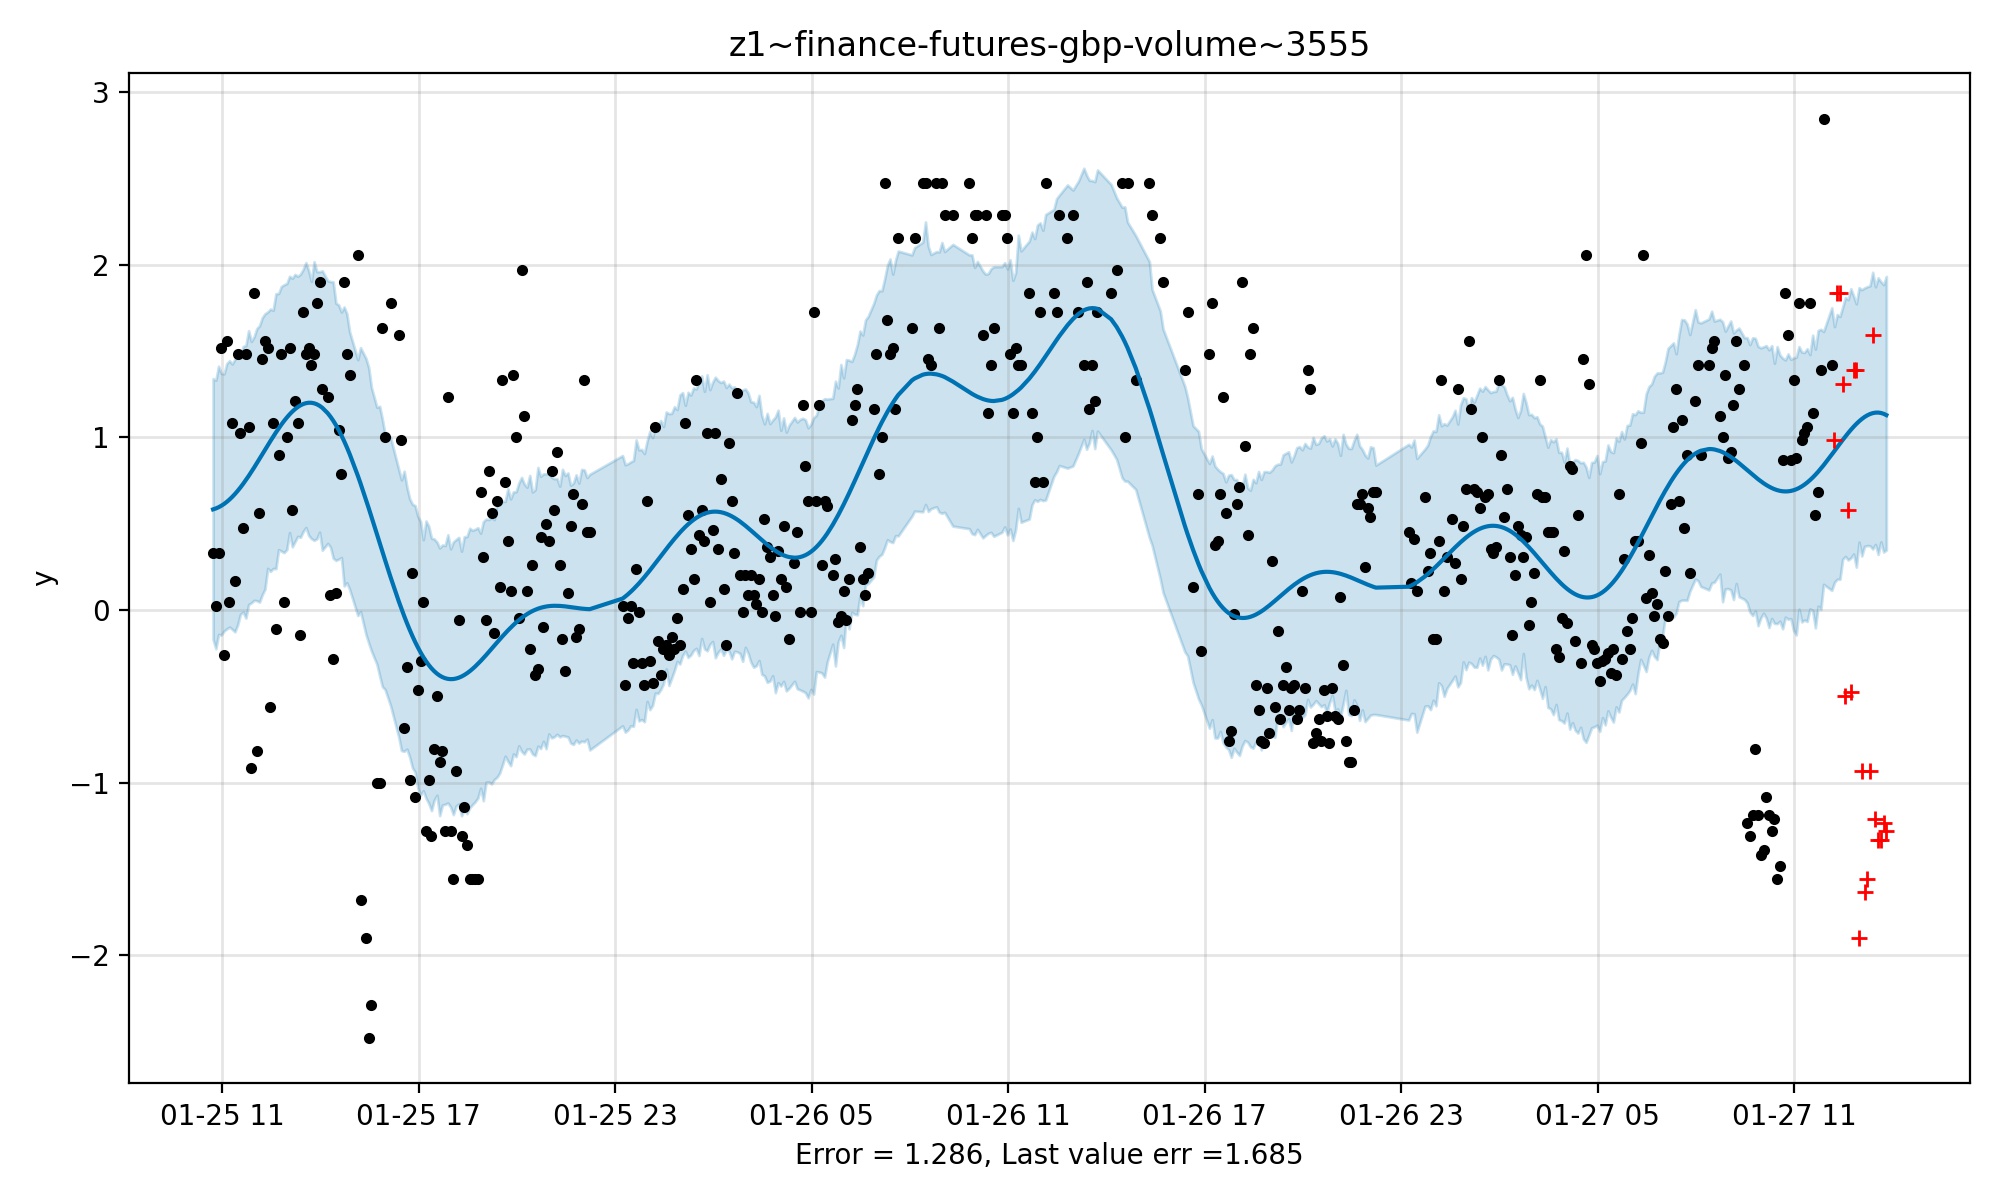 z1~finance-futures-gbp-volume~3555
3
2
1
0
−1
−2
y
01-25 11 01-25 17 01-25 23 01-26 05 01-26 11 01-26 17 01-26 23 01-27 05 01-27 11
Error = 1.286, Last value err =1.685